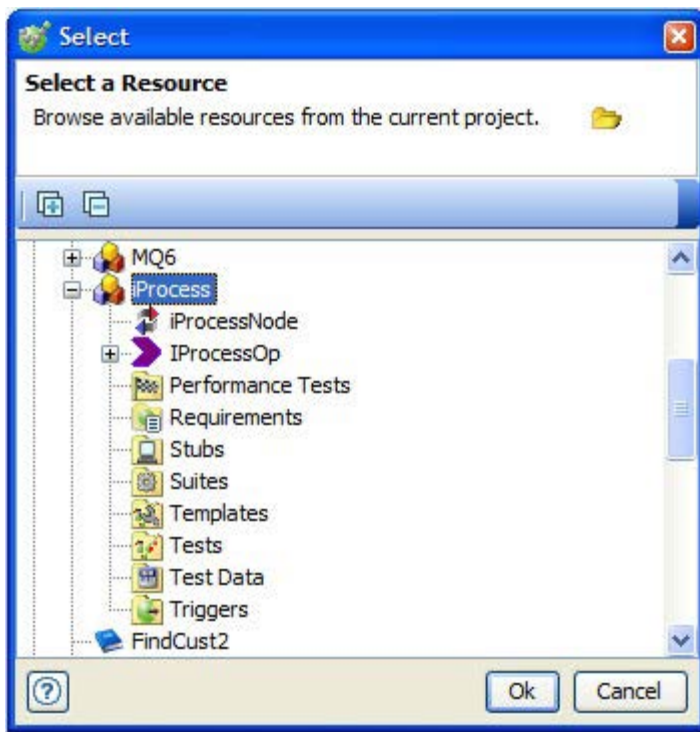 Select
Select a Resource
Browse available resources from the current project.
MQ6
iProcess
iProcessNode
IProcessOp
Performance Tests
Requirements
Stubs
Suites
Templates
Tests
Test Data
Triggers
FindCust2
Ok
Cancel